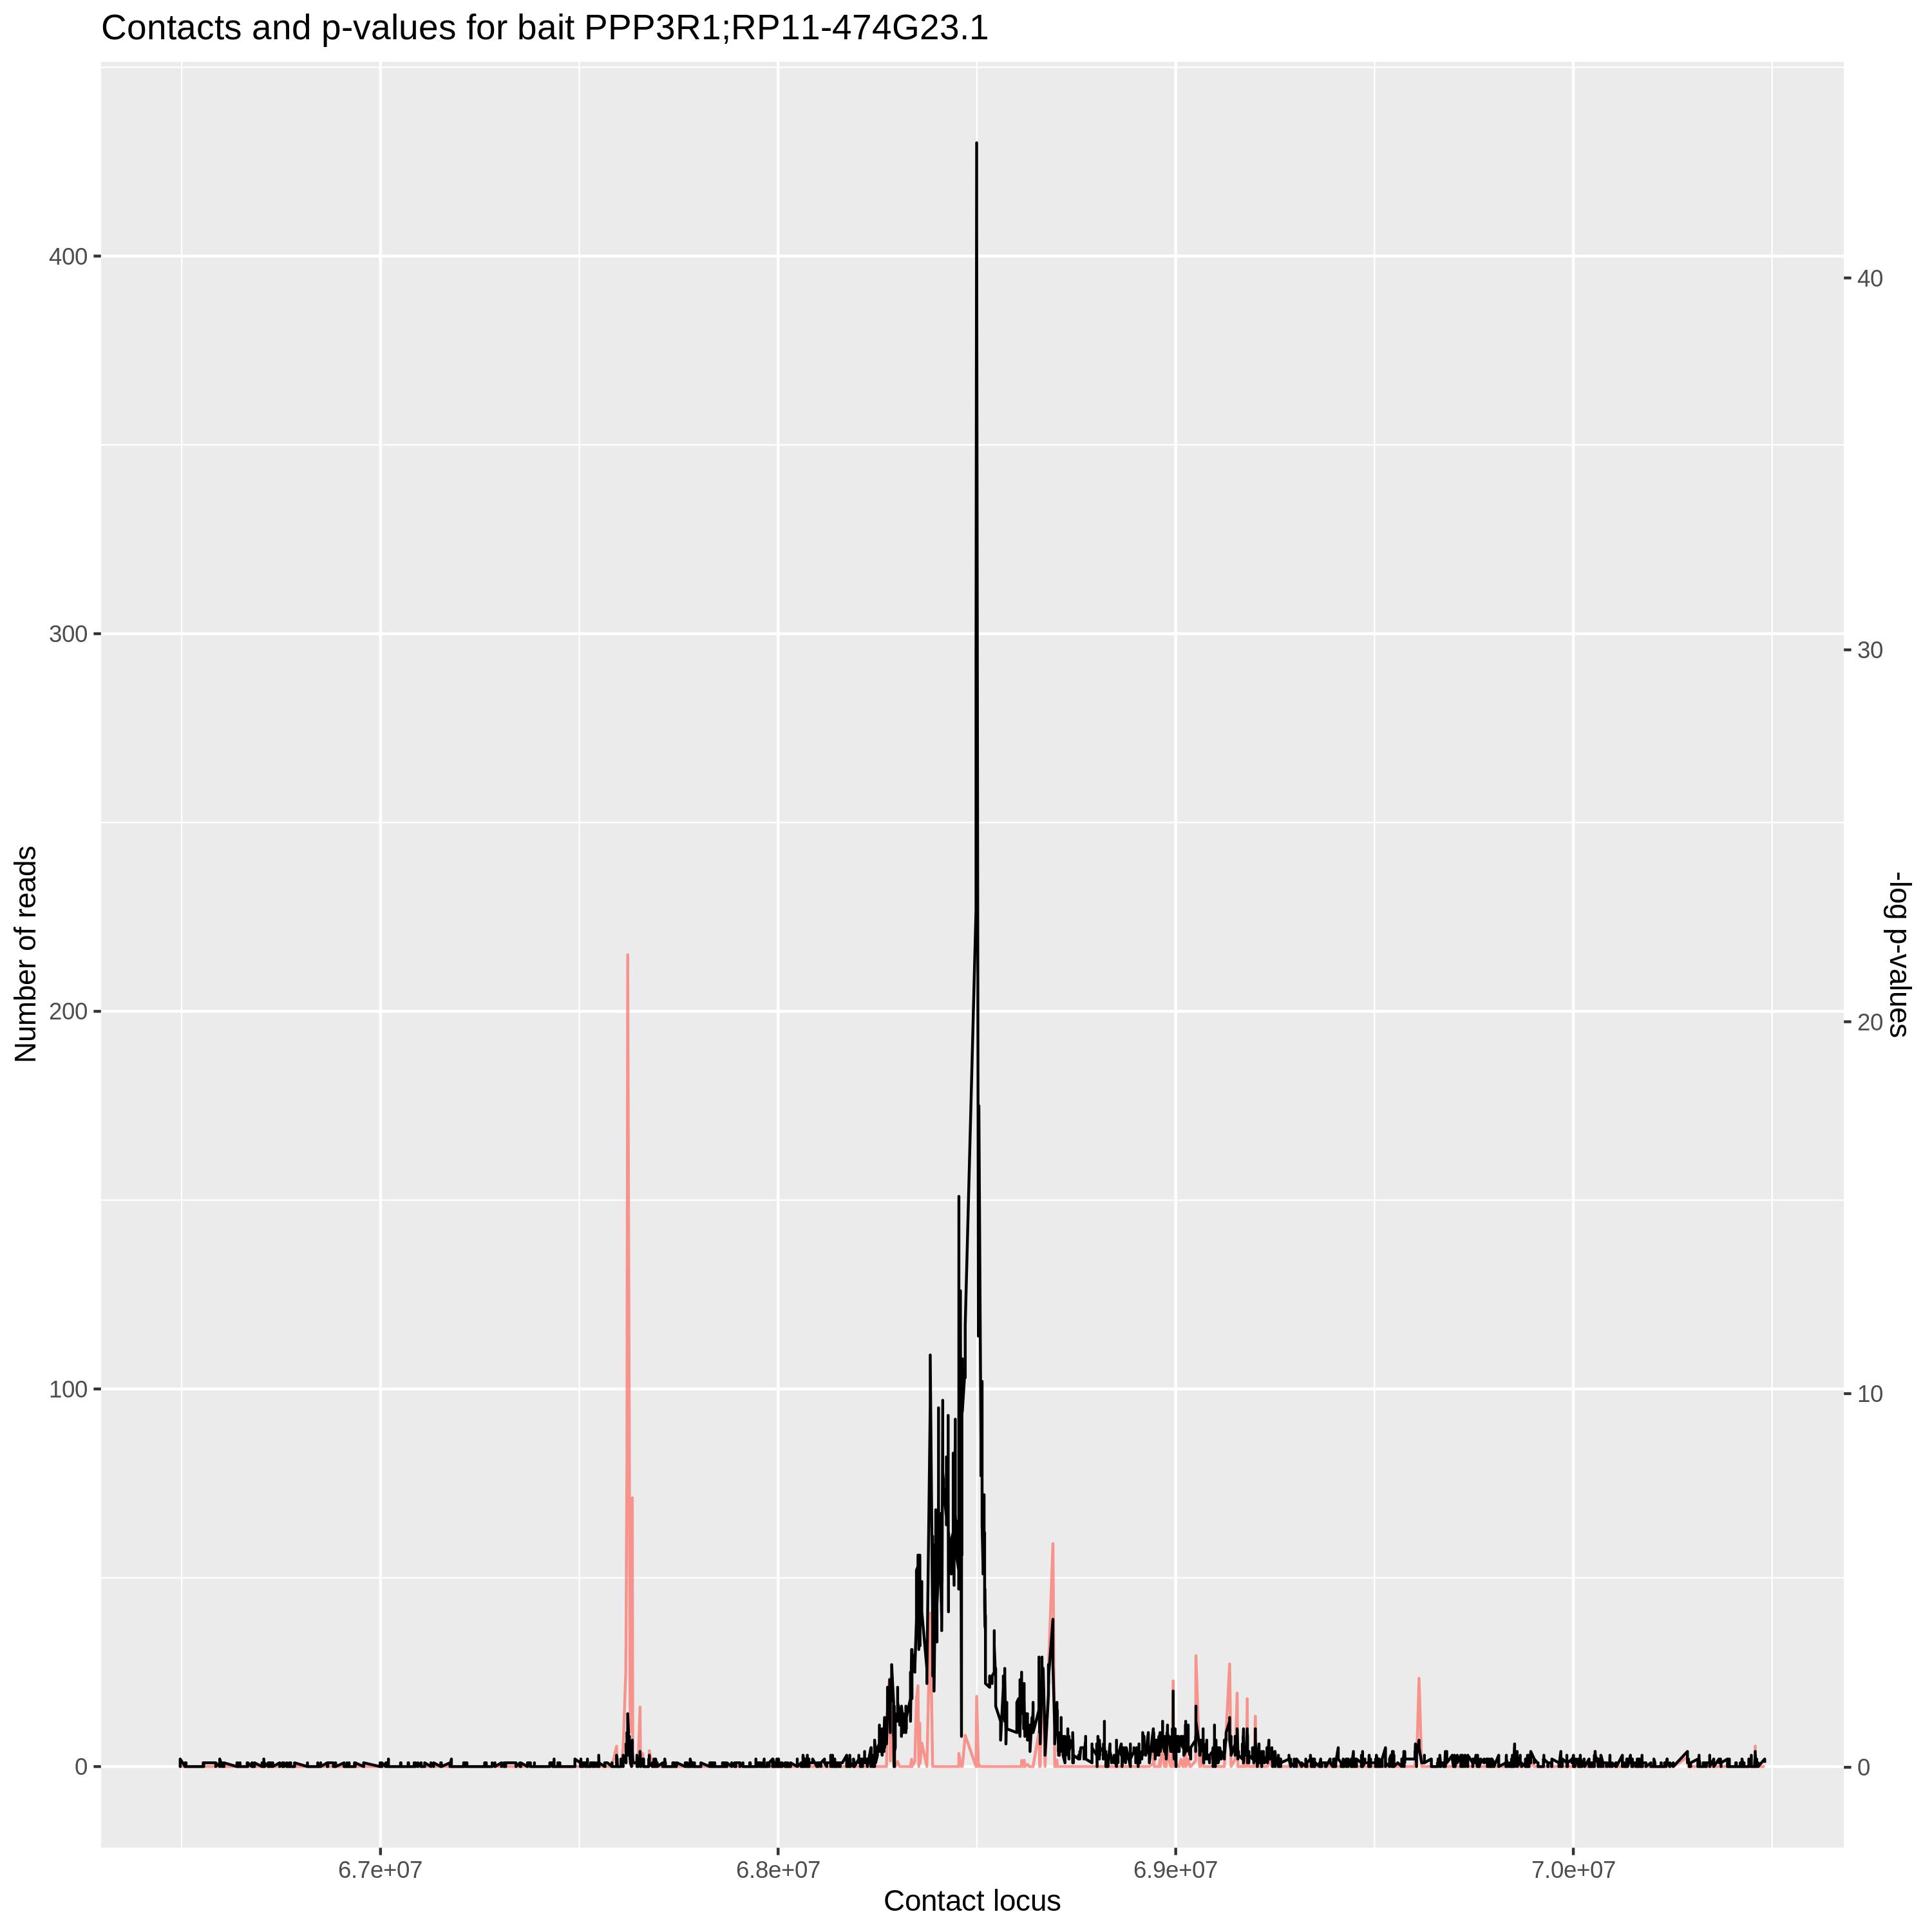 Contacts and p-values for bait PPP3R1;RP11-474G23.1
400
300
200
100
0
40
30
20
10
0
Number of reads
-log p-values
6.7e+07
6.8e+07
6.9e+07
7.0e+07
Contact locus